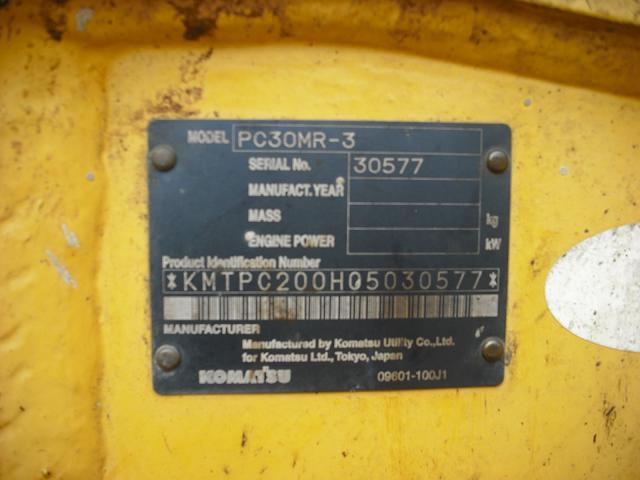 MODEL PC30MR-3
SERIAL No. 30577
MANUFACT. YEAR
MASS kg
ENGINE POWER kW
Product Identification Number
*KMTPC200H05030577*
MANUFACTURER
Manufactured by Komatsu Utility Co.,Ltd.
for Komatsu Ltd., Tokyo, Japan
KOMATSU 09601-100J1